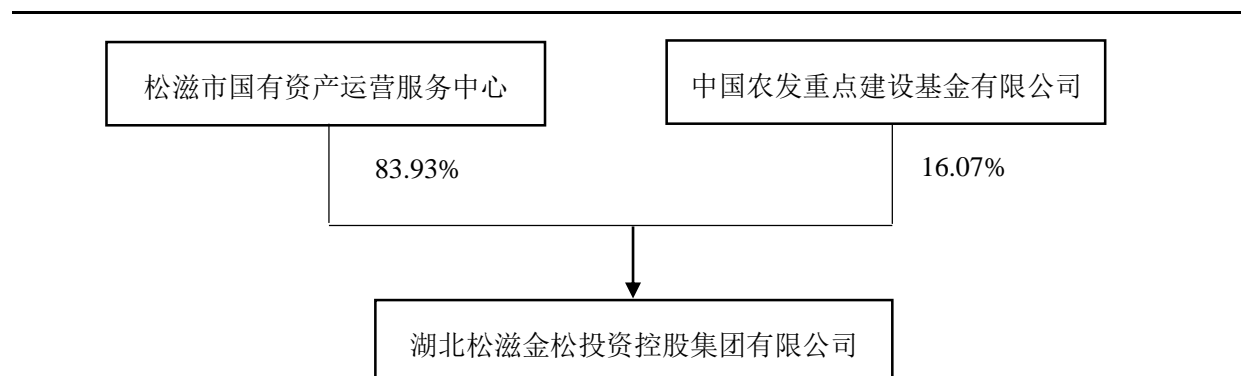 松滋市国有资产运营服务中心
中国农发重点建设基金有限公司
83.93%
16.07%
湖北松滋金松投资控股集团有限公司